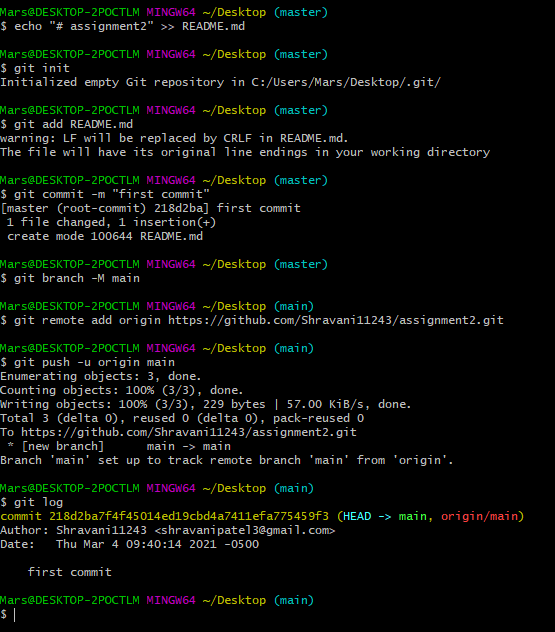 Mars@DESKTOP-2POCTLM MINGW64 ~/Desktop (master)
$ echo "# assignment2" >> README.md
Mars@DESKTOP-2POCTLM MINGW64 ~/Desktop (master)
$ git init
Initialized empty Git repository in C:/Users/Mars/Desktop/.git/
Mars@DESKTOP-2POCTLM MINGW64 ~/Desktop (master)
$ git add README.md
warning: LF will be replaced by CRLF in README.md.
The file will have its original line endings in your working directory
Mars@DESKTOP-2POCTLM MINGW64 ~/Desktop (master)
$ git commit -m "first commit"
[master (root-commit) 218d2ba] first commit
 1 file changed, 1 insertion(+)
 create mode 100644 README.md
Mars@DESKTOP-2POCTLM MINGW64 ~/Desktop (master)
$ git branch -M main
Mars@DESKTOP-2POCTLM MINGW64 ~/Desktop (main)
$ git remote add origin https://github.com/Shravani11243/assignment2.git
Mars@DESKTOP-2POCTLM MINGW64 ~/Desktop (main)
$ git push -u origin main
Enumerating objects: 3, done.
Counting objects: 100% (3/3), done.
Writing objects: 100% (3/3), 229 bytes | 57.00 KiB/s, done.
Total 3 (delta 0), reused 0 (delta 0), pack-reused 0
To https://github.com/Shravani11243/assignment2.git
 * [new branch]      main -> main
Branch 'main' set up to track remote branch 'main' from 'origin'.
Mars@DESKTOP-2POCTLM MINGW64 ~/Desktop (main)
$ git log
commit 218d2ba7f4f45014ed19cbd4a7411efa775459f3 (HEAD -> main, origin/main)
Author: Shravani11243 <shravanipatel3@gmail.com>
Date:   Thu Mar 4 09:40:14 2021 -0500
    first commit
Mars@DESKTOP-2POCTLM MINGW64 ~/Desktop (main)
$